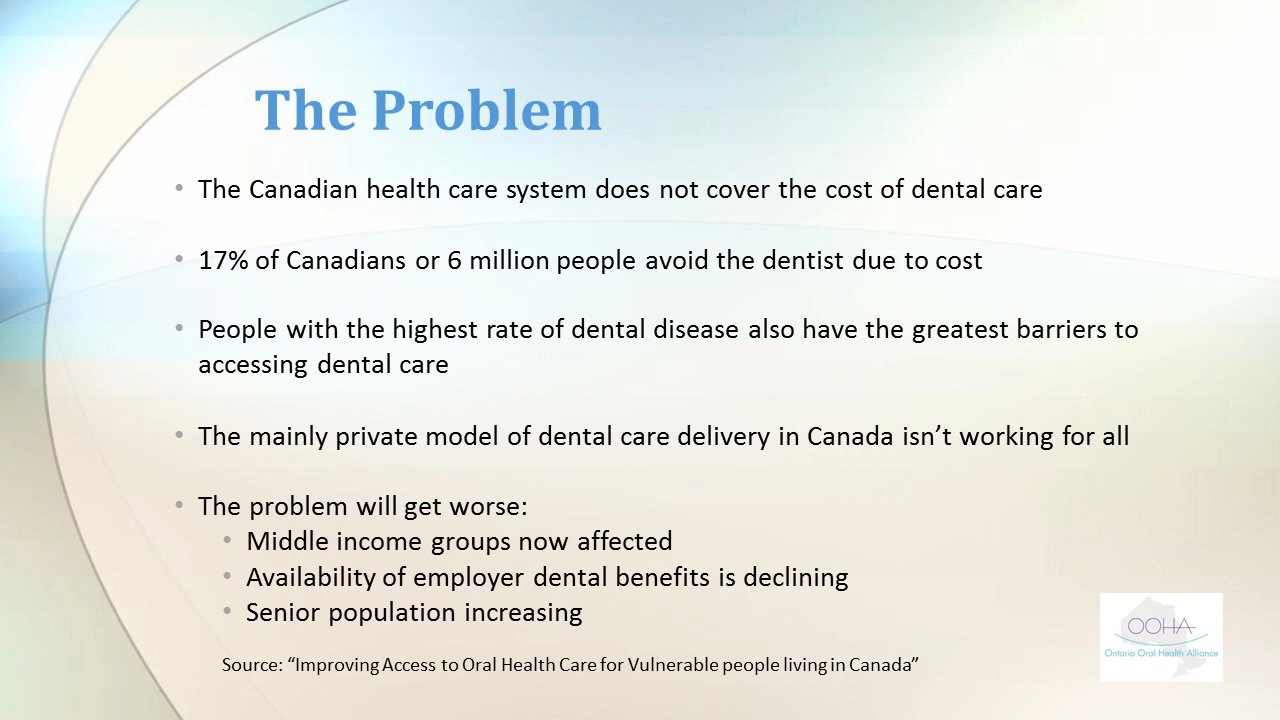 The Problem
• The Canadian health care system does not cover the cost of dental care
• 17% of Canadians or 6 million people avoid the dentist due to cost
• People with the highest rate of dental disease also have the greatest barriers to
accessing dental care
• The mainly private model of dental care delivery in Canada isn’t working for all
• The problem will get worse:
• Middle income groups now affected
• Availability of employer dental benefits is declining
• Senior population increasing
Source: “Improving Access to Oral Health Care for Vulnerable people living in Canada”
OOHA
Ontario Oral Health Alliance